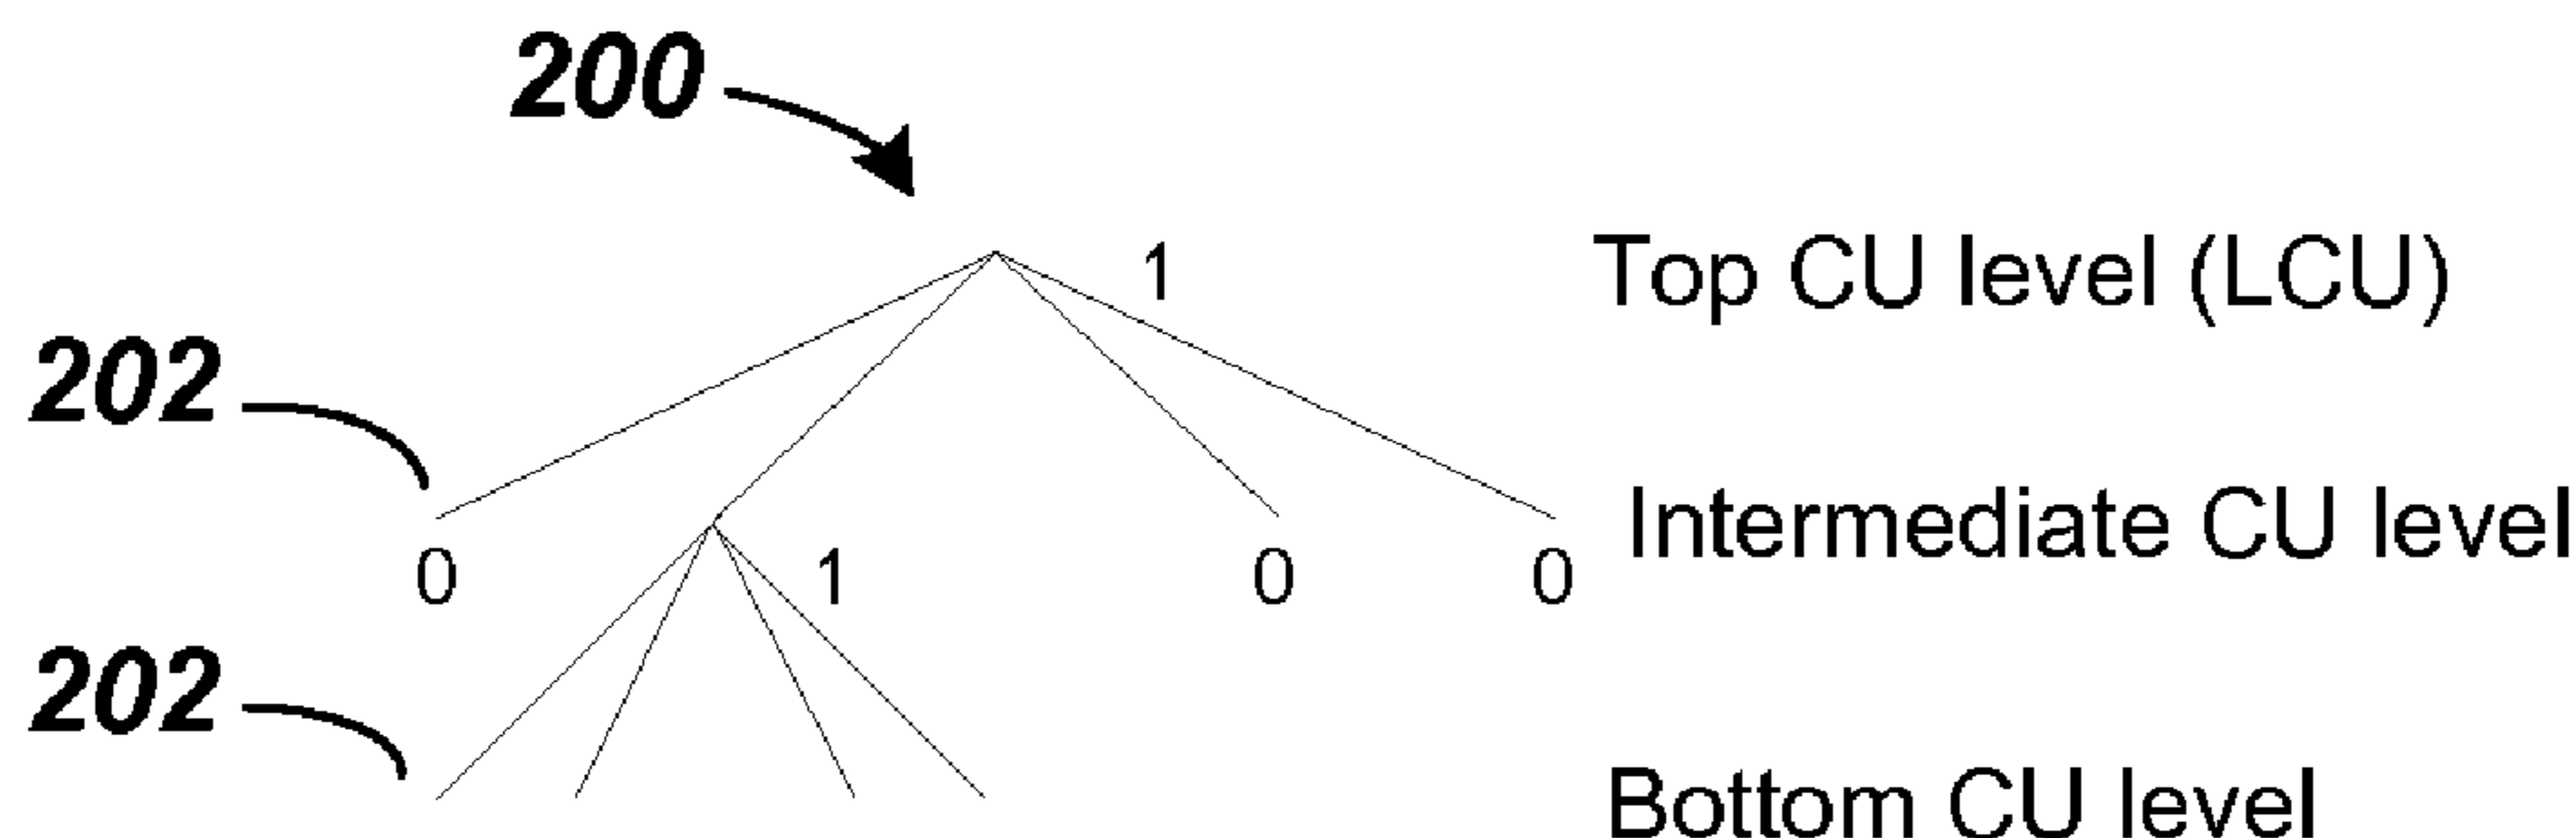 200
1 Top CU level (LCU)
202
Intermediate CU level
0 1 0 0
202
Bottom CU level